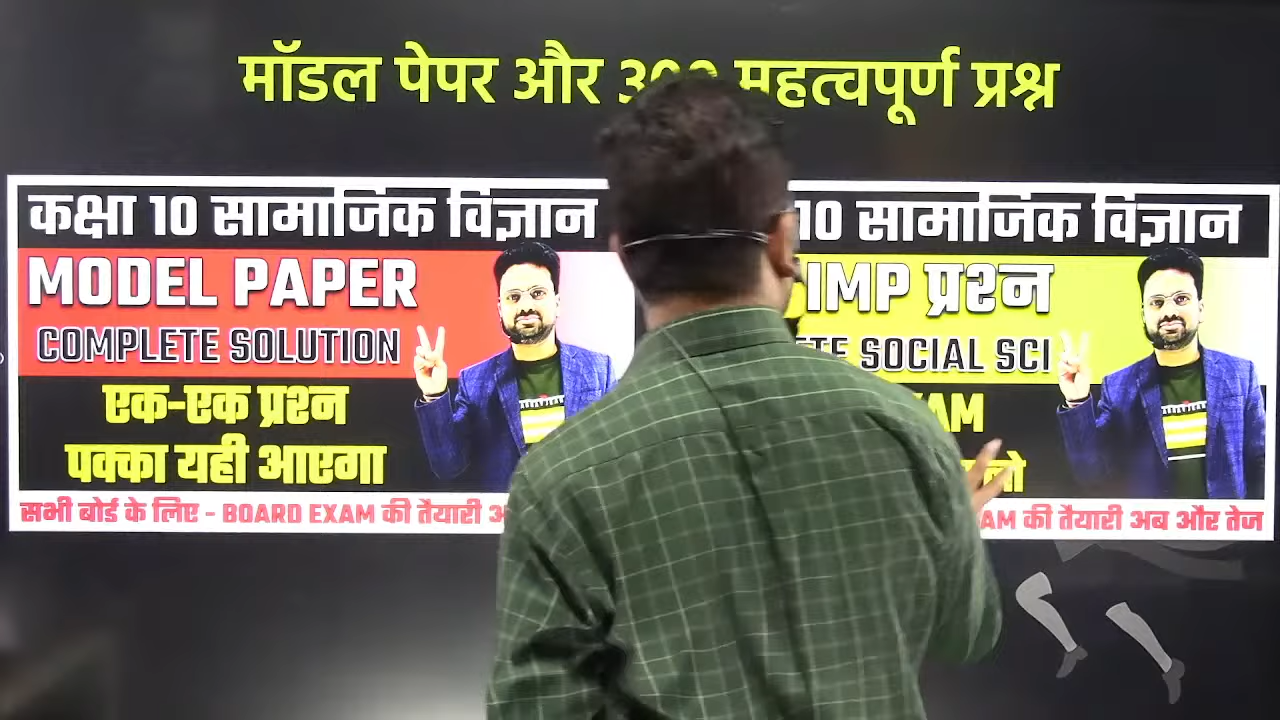 मॉडल पेपर और महत्वपूर्ण प्रश्न
कक्षा 10 सामाजिक विज्ञान
MODEL PAPER
COMPLETE SOLUTION
एक-एक प्रश्न
पक्का यही आएगा
सभी बोर्ड के लिए - BOARD EXAM की तैयारी
10 सामाजिक विज्ञान
IMP प्रश्न
SOCIAL SCI
की तैयारी अब और तेज